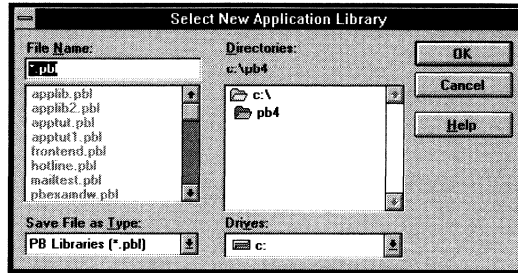 Select New Application Library
File Name:
*.pbl
applib.pbl
applib2.pbl
apptut.pbl
apptut1.pbl
frontend.pbl
hotline.pbl
mailtest.pbl
pbexamdw.pbl
Save File as Type:
PB Libraries (*.pbl)
Directories:
c:\pb4
c:\
pb4
Drives:
c:
OK
Cancel
Help